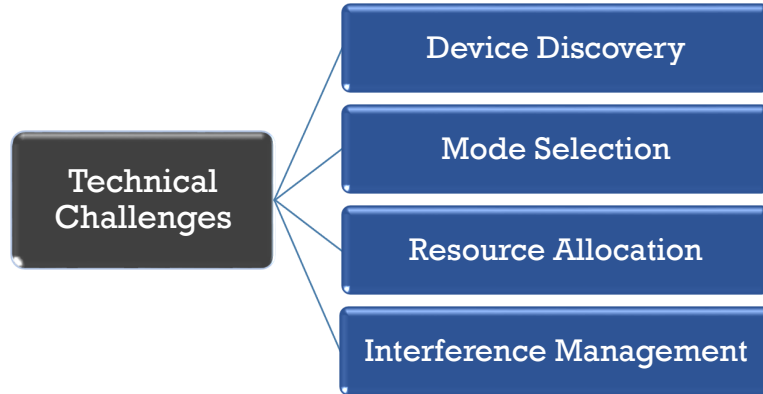 Technical
Challenges
Device Discovery
Mode Selection
Resource Allocation
Interference Management